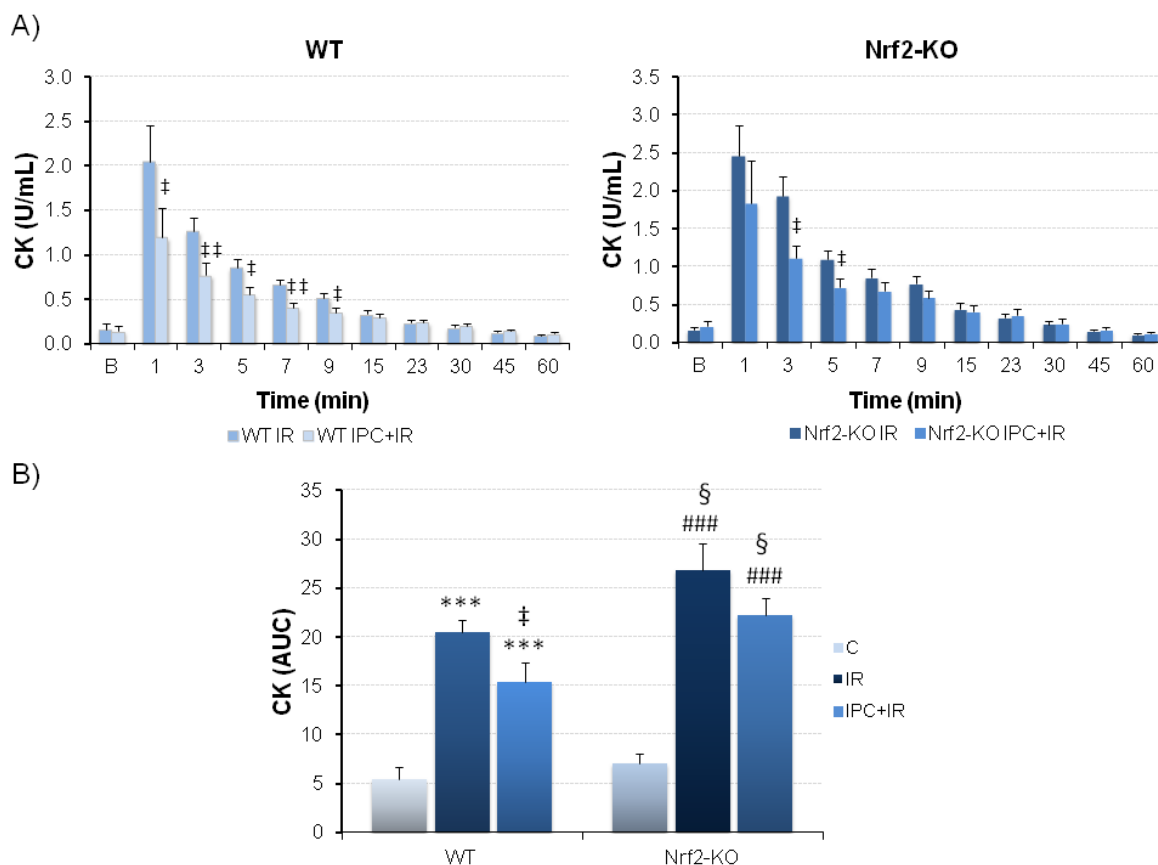 A)
WT
CK (U/mL)
3.0
2.5
2.0
1.5
1.0
0.5
0.0
‡
‡‡
‡
‡‡
‡
B 1 3 5 7 9 15 23 30 45 60
Time (min)
WT IR WT IPC+IR
Nrf2-KO
CK (U/mL)
3.5
3.0
2.5
2.0
1.5
1.0
0.5
0.0
‡
‡
B 1 3 5 7 9 15 23 30 45 60
Time (min)
Nrf2-KO IR Nrf2-KO IPC+IR
B)
CK (AUC)
35
30
25
20
15
10
5
0
***
‡
***
§
###
§
###
WT Nrf2-KO
C
IR
IPC+IR